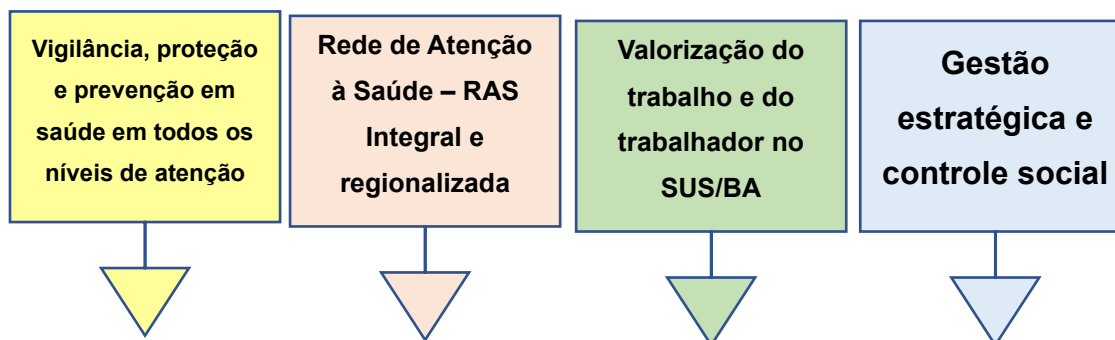 Vigilância, proteção
e prevenção em
saúde em todos os
níveis de atenção
Rede de Atenção
à Saúde – RAS
Integral e
regionalizada
Valorização do
trabalho e do
trabalhador no
SUS/BA
Gestão
estratégica e
controle social